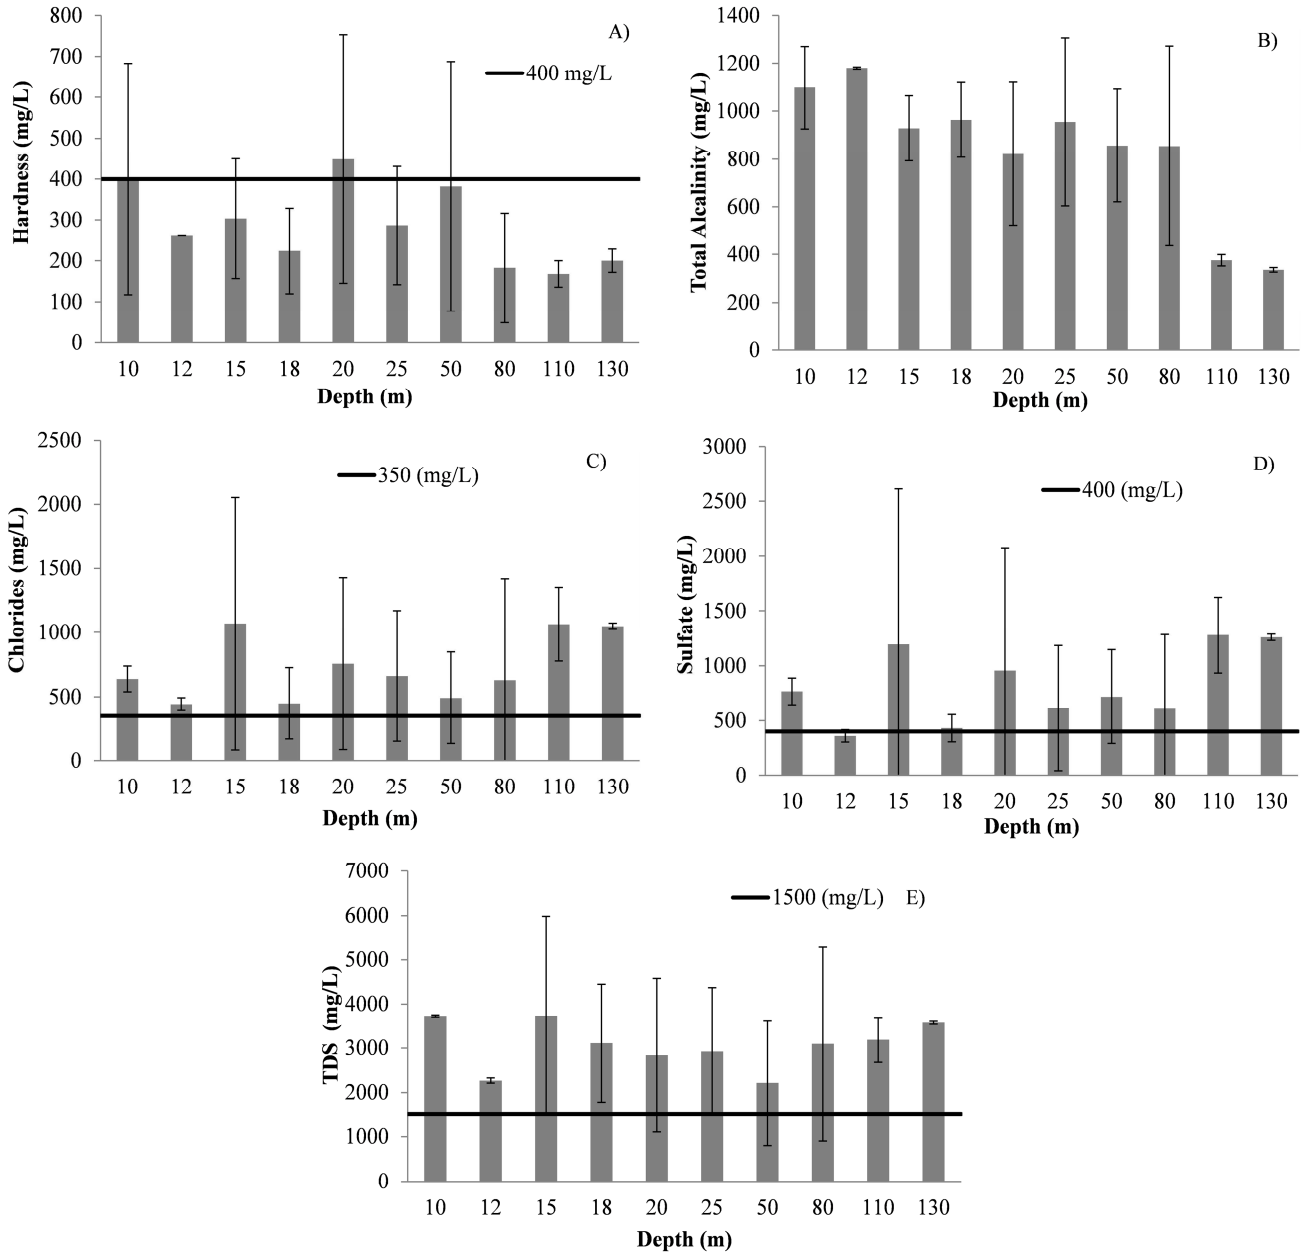 A)
400 mg/L
Hardness (mg/L)
800
700
600
500
400
300
200
100
0
10 12 15 18 20 25 50 80 110 130
Depth (m)
B)
Total Alcalinity (mg/L)
1400
1200
1000
800
600
400
200
0
10 12 15 18 20 25 50 80 110 130
Depth (m)
C)
350 (mg/L)
Chlorides (mg/L)
2500
2000
1500
1000
500
0
10 12 15 18 20 25 50 80 110 130
Depth (m)
D)
400 (mg/L)
Sulfate (mg/L)
3000
2500
2000
1500
1000
500
0
10 12 15 18 20 25 50 80 110 130
Depth (m)
1500 (mg/L) E)
TDS (mg/L)
7000
6000
5000
4000
3000
2000
1000
0
10 12 15 18 20 25 50 80 110 130
Depth (m)